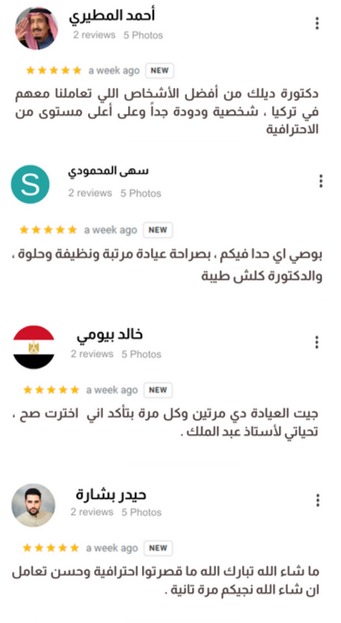 أحمد المطيري
2 reviews 5 Photos
★★★★★ a week ago NEW
دكتورة ديلك من أفضل الأشخاص اللي تعاملنا معهم
في تركيا ، شخصية ودودة جداً وعلى أعلى مستوى من
الاحترافية
S
سهى المحمودي
2 reviews 5 Photos
★★★★★ a week ago NEW
بوصي اي حدا فيكم ، بصراحة عيادة مرتبة ونظيفة وحلوة ،
والدكتورة كلش طيبة
خالد بيومي
2 reviews 5 Photos
★★★★★ a week ago NEW
جيت العيادة دي مرتين وكل مرة بتأكد اني اخترت صح ،
تحياتي لأستاذ عبد الملك .
حيدر بشارة
2 reviews 5 Photos
★★★★★ a week ago NEW
ما شاء الله تبارك الله ما قصرتوا احترافية وحسن تعامل
ان شاء الله نجيكم مرة تانية .